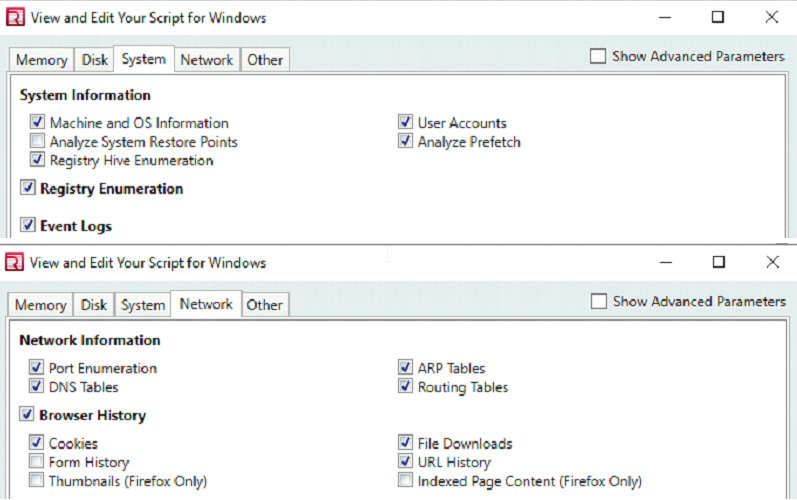 View and Edit Your Script for Windows
Memory Disk System Network Other Show Advanced Parameters
System Information
Machine and OS Information User Accounts
Analyze System Restore Points Analyze Prefetch
Registry Hive Enumeration
Registry Enumeration
Event Logs
View and Edit Your Script for Windows
Memory Disk System Network Other Show Advanced Parameters
Network Information
Port Enumeration ARP Tables
DNS Tables Routing Tables
Browser History
Cookies File Downloads
Form History URL History
Thumbnails (Firefox Only) Indexed Page Content (Firefox Only)